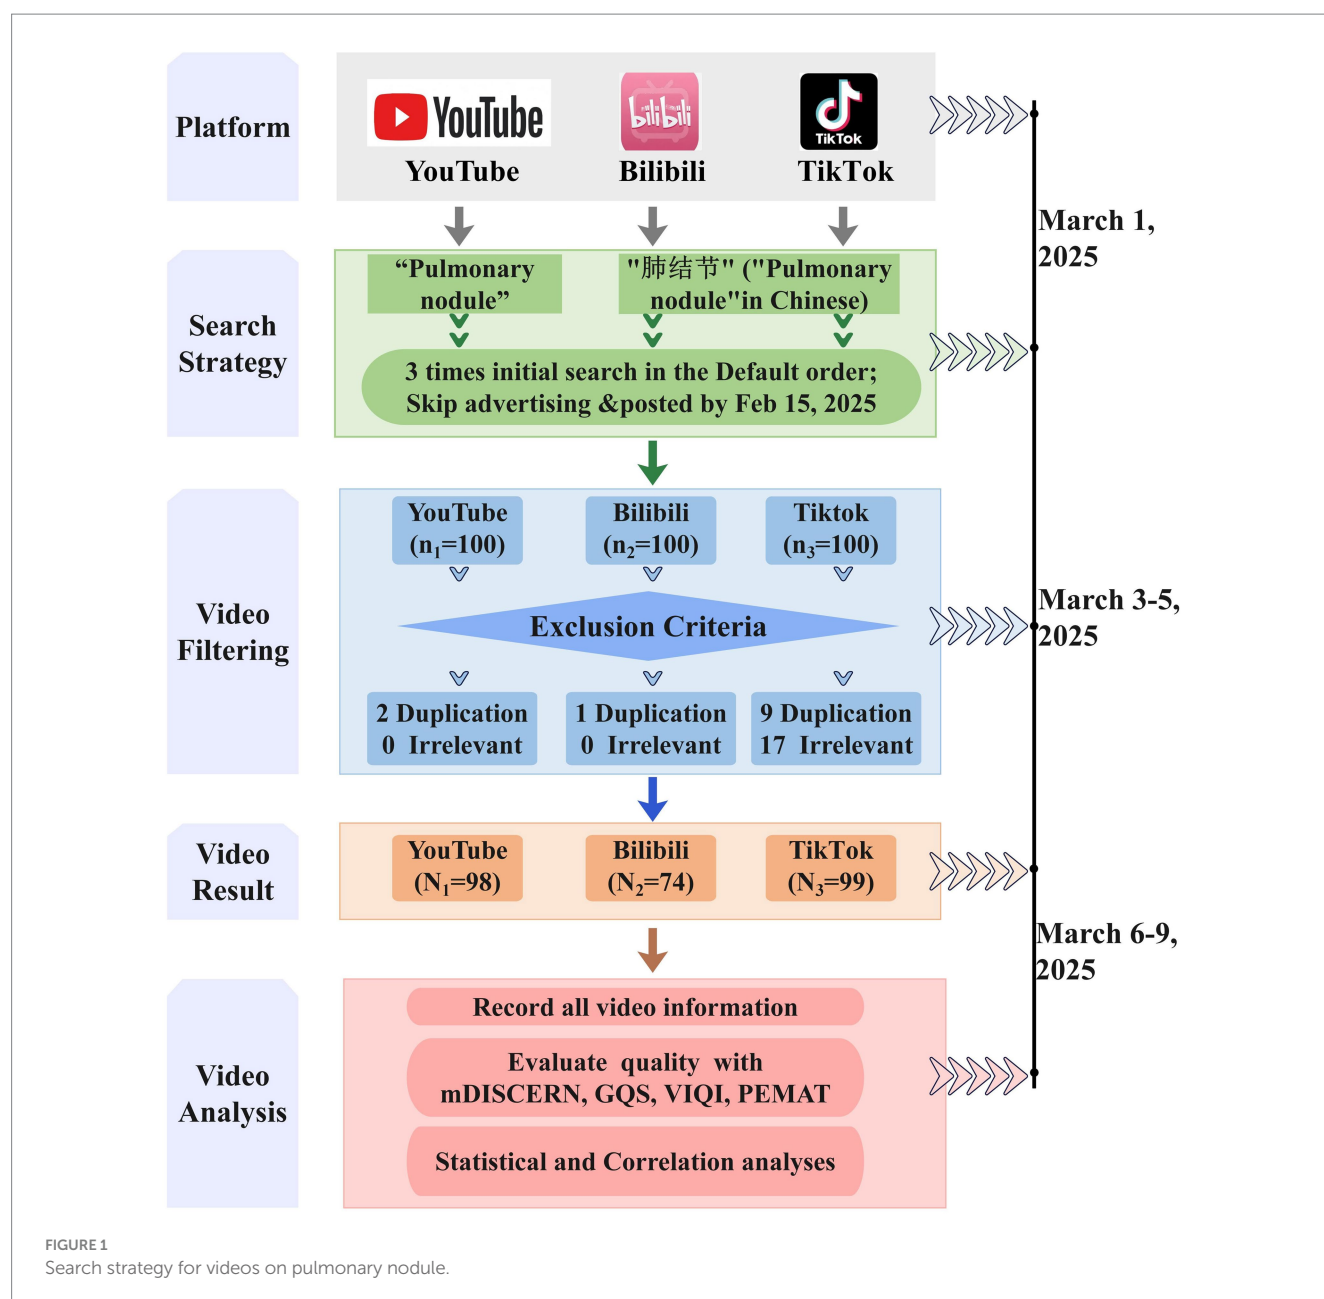 Platform
YouTube
bilibili
TikTok
YouTube
Bilibili
TikTok
March 1,
2025
Search
Strategy
“Pulmonary
nodule”
"肺结节" ("Pulmonary
nodule"in Chinese)
3 times initial search in the Default order;
Skip advertising &posted by Feb 15, 2025
Video
Filtering
YouTube
(n₁=100)
Bilibili
(n₂=100)
Tiktok
(n₃=100)
Exclusion Criteria
2 Duplication
0 Irrelevant
1 Duplication
0 Irrelevant
9 Duplication
17 Irrelevant
March 3-5,
2025
Video
Result
YouTube
(N₁=98)
Bilibili
(N₂=74)
TikTok
(N₃=99)
March 6-9,
2025
Video
Analysis
Record all video information
Evaluate quality with
mDISCERN, GQS, VIQI, PEMAT
Statistical and Correlation analyses
FIGURE 1
Search strategy for videos on pulmonary nodule.